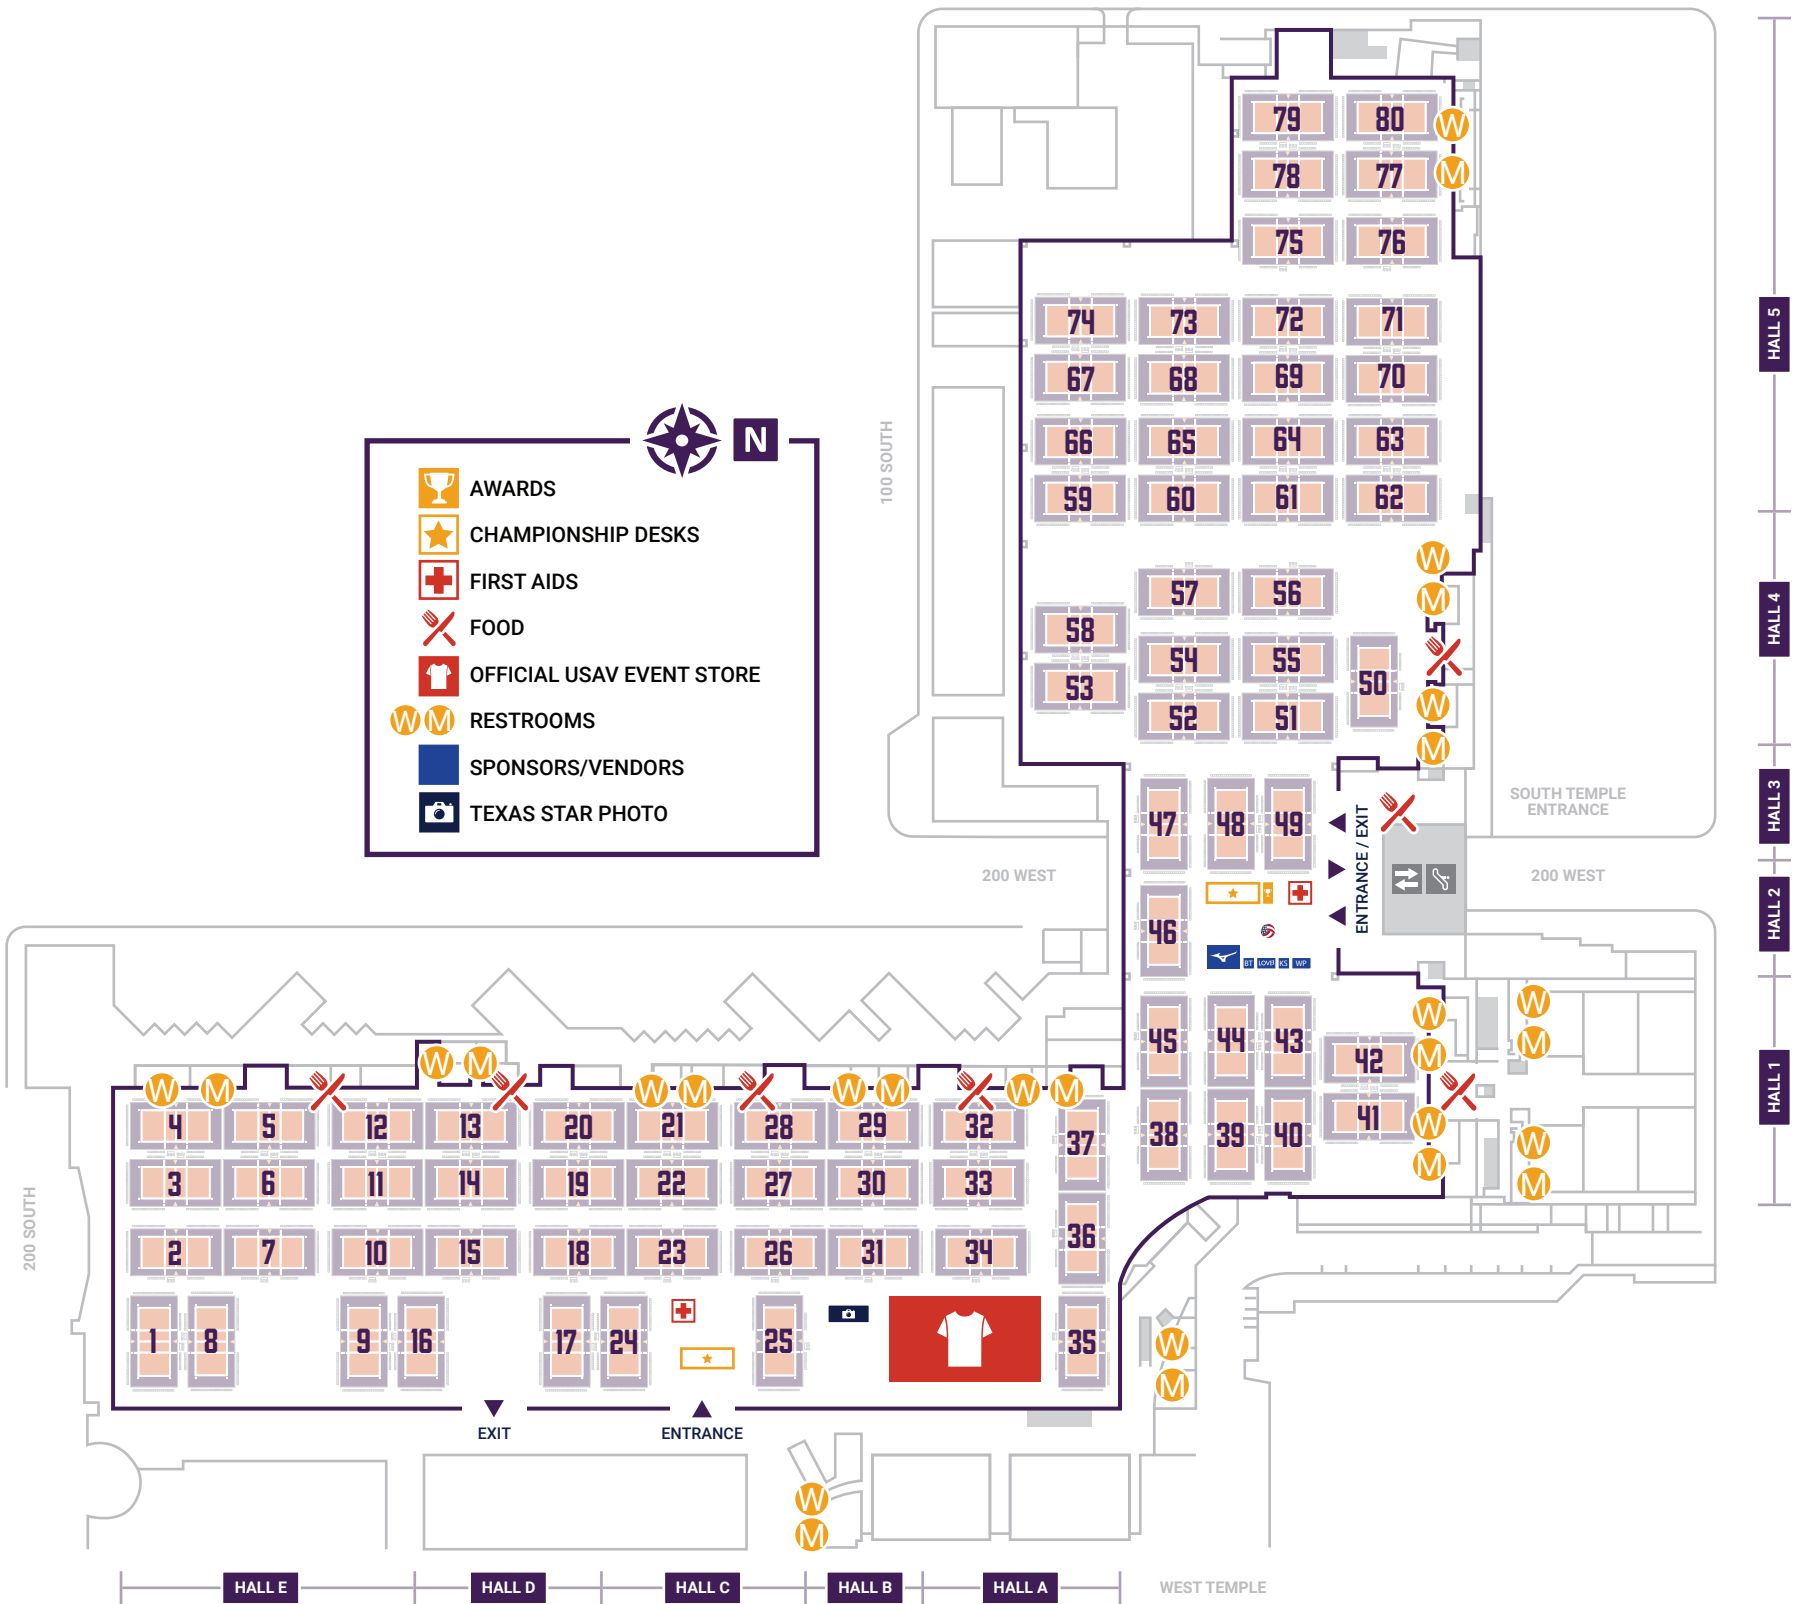 79 80
78 77
75 76
74 73 72 71
67 68 69 70
66 65 64 63
59 60 61 62
57 56
58 54 55 50
53 52 51
47 48 49
46
45 44 43 42
38 39 40 41
W
M
W
M
W
M
HALL 5
HALL 4
HALL 3
HALL 2
HALL 1
100 SOUTH
N
AWARDS
CHAMPIONSHIP DESKS
FIRST AIDS
FOOD
OFFICIAL USAV EVENT STORE
W M RESTROOMS
SPONSORS/VENDORS
TEXAS STAR PHOTO
SOUTH TEMPLE
ENTRANCE
ENTRANCE / EXIT
200 WEST
200 WEST
BT LOVB KS WP
W
M
W
M
W
M
W
M
W M W M W M W M W M
4 5 12 13 20 21 28 29 32 37
3 6 11 14 19 22 27 30 33
2 7 10 15 18 23 26 31 34 36
1 8 9 16 17 24 25 35
200 SOUTH
W
M
EXIT
ENTRANCE
W
M
HALL E
HALL D
HALL C
HALL B
HALL A
WEST TEMPLE